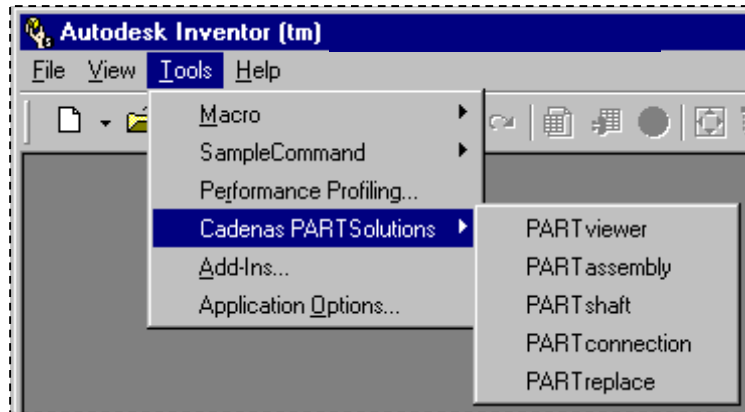 Autodesk Inventor (tm)
File View Tools Help
Macro
SampleCommand
Performance Profiling...
Cadenas PARTSolutions
Add-Ins...
Application Options...
PARTviewer
PARTassembly
PARTshaft
PARTconnection
PARTreplace